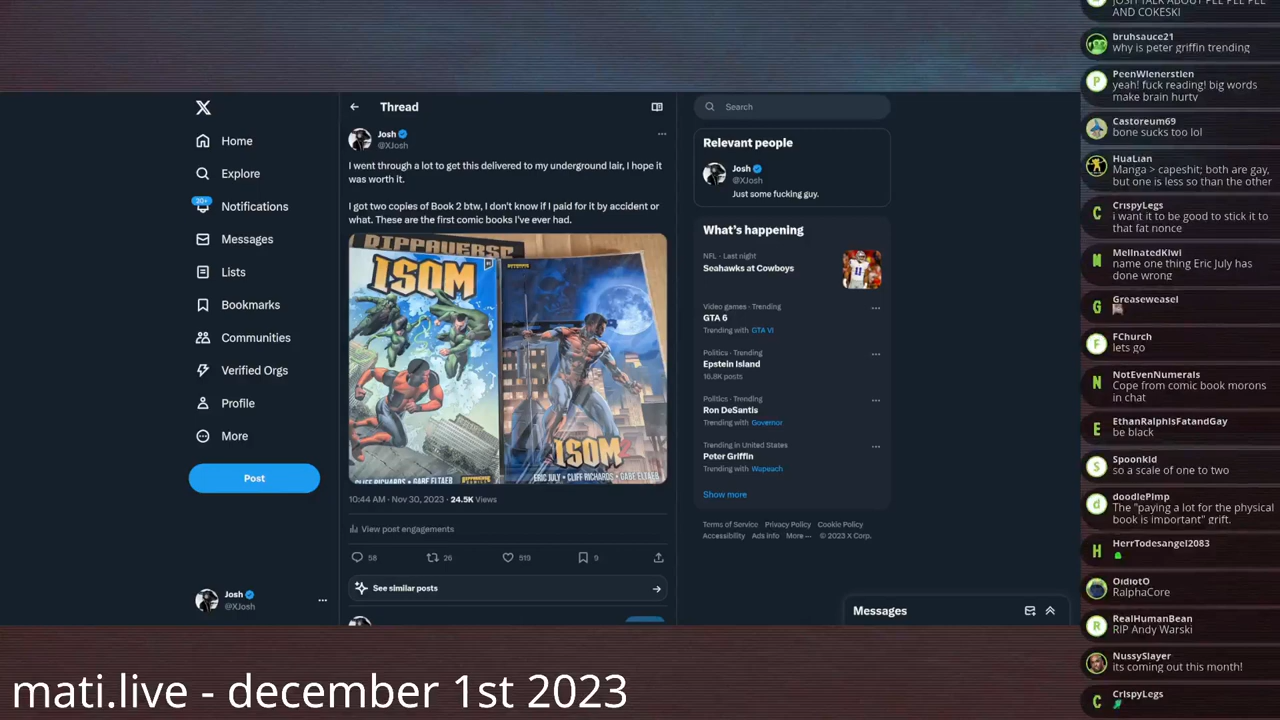 Home
Explore
20+
Notifications
Messages
Lists
Bookmarks
Communities
Verified Orgs
Profile
More
Post
Josh
@XJosh
Thread
Josh
@XJosh
I went through a lot to get this delivered to my underground lair, I hope it
was worth it.
I got two copies of Book 2 btw, I don't know if I paid for it by accident or
what. These are the first comic books I've ever had.
RIPPAVERSE
ISOM
ISOM 2
CLIFF RICHARDS • GABE ELTAEB
ERIC JULY • CLIFF RICHARDS • GABE ELTAEB
10:44 AM · Nov 30, 2023 · 24.5K Views
View post engagements
58
26
519
9
See similar posts
Search
Relevant people
Josh
@XJosh
Just some fucking guy.
What's happening
NFL · Last night
Seahawks at Cowboys
Video games · Trending
GTA 6
Trending with GTA VI
Politics · Trending
Epstein Island
16.8K posts
Politics · Trending
Ron DeSantis
Trending with Governor
Trending in United States
Peter Griffin
Trending with Wapeach
Show more
Terms of Service Privacy Policy Cookie Policy
Accessibility Ads info More ··· © 2023 X Corp.
Messages
AND COKESKI
bruhsauce21
why is peter griffin trending
PeenWienerstien
yeah! fuck reading! big words
make brain hurty
Castoreum69
bone sucks too lol
HuaLian
Manga > capeshit; both are gay,
but one is less so than the other
CrispyLegs
i want it to be good to stick it to
that fat nonce
MelinatedKiwi
name one thing Eric July has
done wrong
Greaseweasel
FChurch
lets go
NotEvenNumerals
Cope from comic book morons
in chat
EthanRalphIsFatandGay
be black
Spoonkid
so a scale of one to two
doodlePimp
The "paying a lot for the physical
book is important" grift.
HerrTodesangel2083
OidiotO
RalphaCore
RealHumanBean
RIP Andy Warski
NussySlayer
its coming out this month!
CrispyLegs
mati.live - december 1st 2023